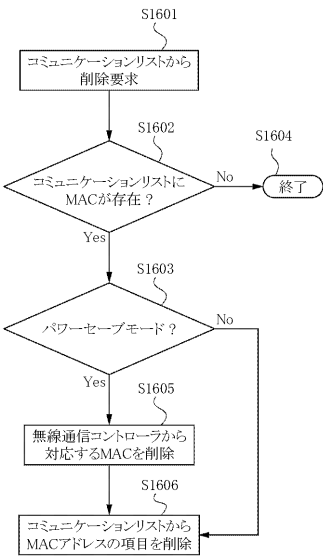 S1601
コミュニケーションリストから
削除要求
S1602
コミュニケーションリストに
MACが存在？
No
S1604
終了
Yes
S1603
パワーセーブモード？
No
Yes
S1605
無線通信コントローラから
対応するMACを削除
S1606
コミュニケーションリストから
MACアドレスの項目を削除